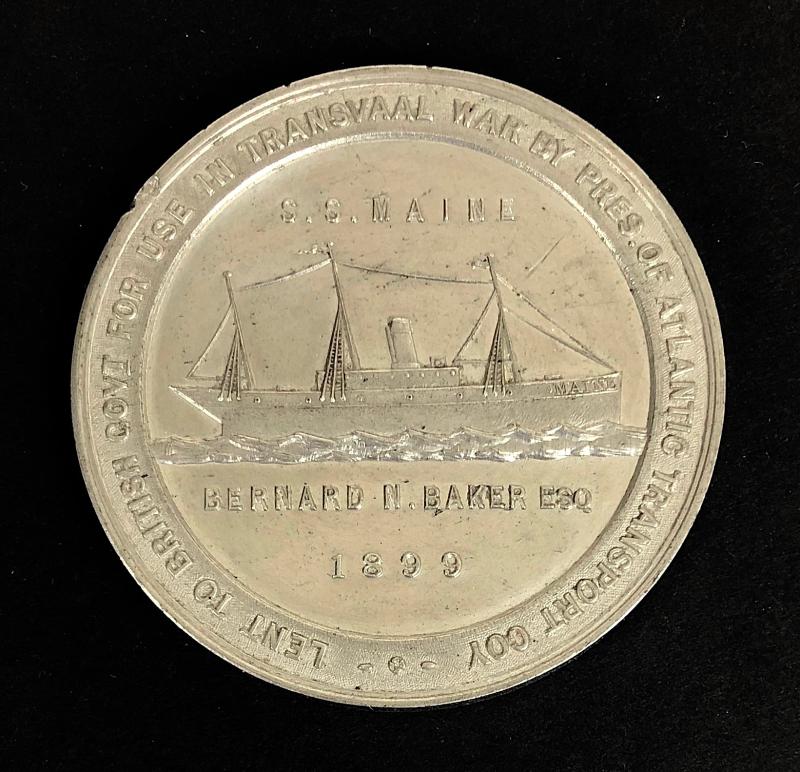 LENT TO BRITISH GOVT FOR USE IN TRANSVAAL WAR BY PRES. OF ATLANTIC TRANSPORT COY
S.S. MAINE
MAINE
BERNARD N. BAKER ESQ
1899